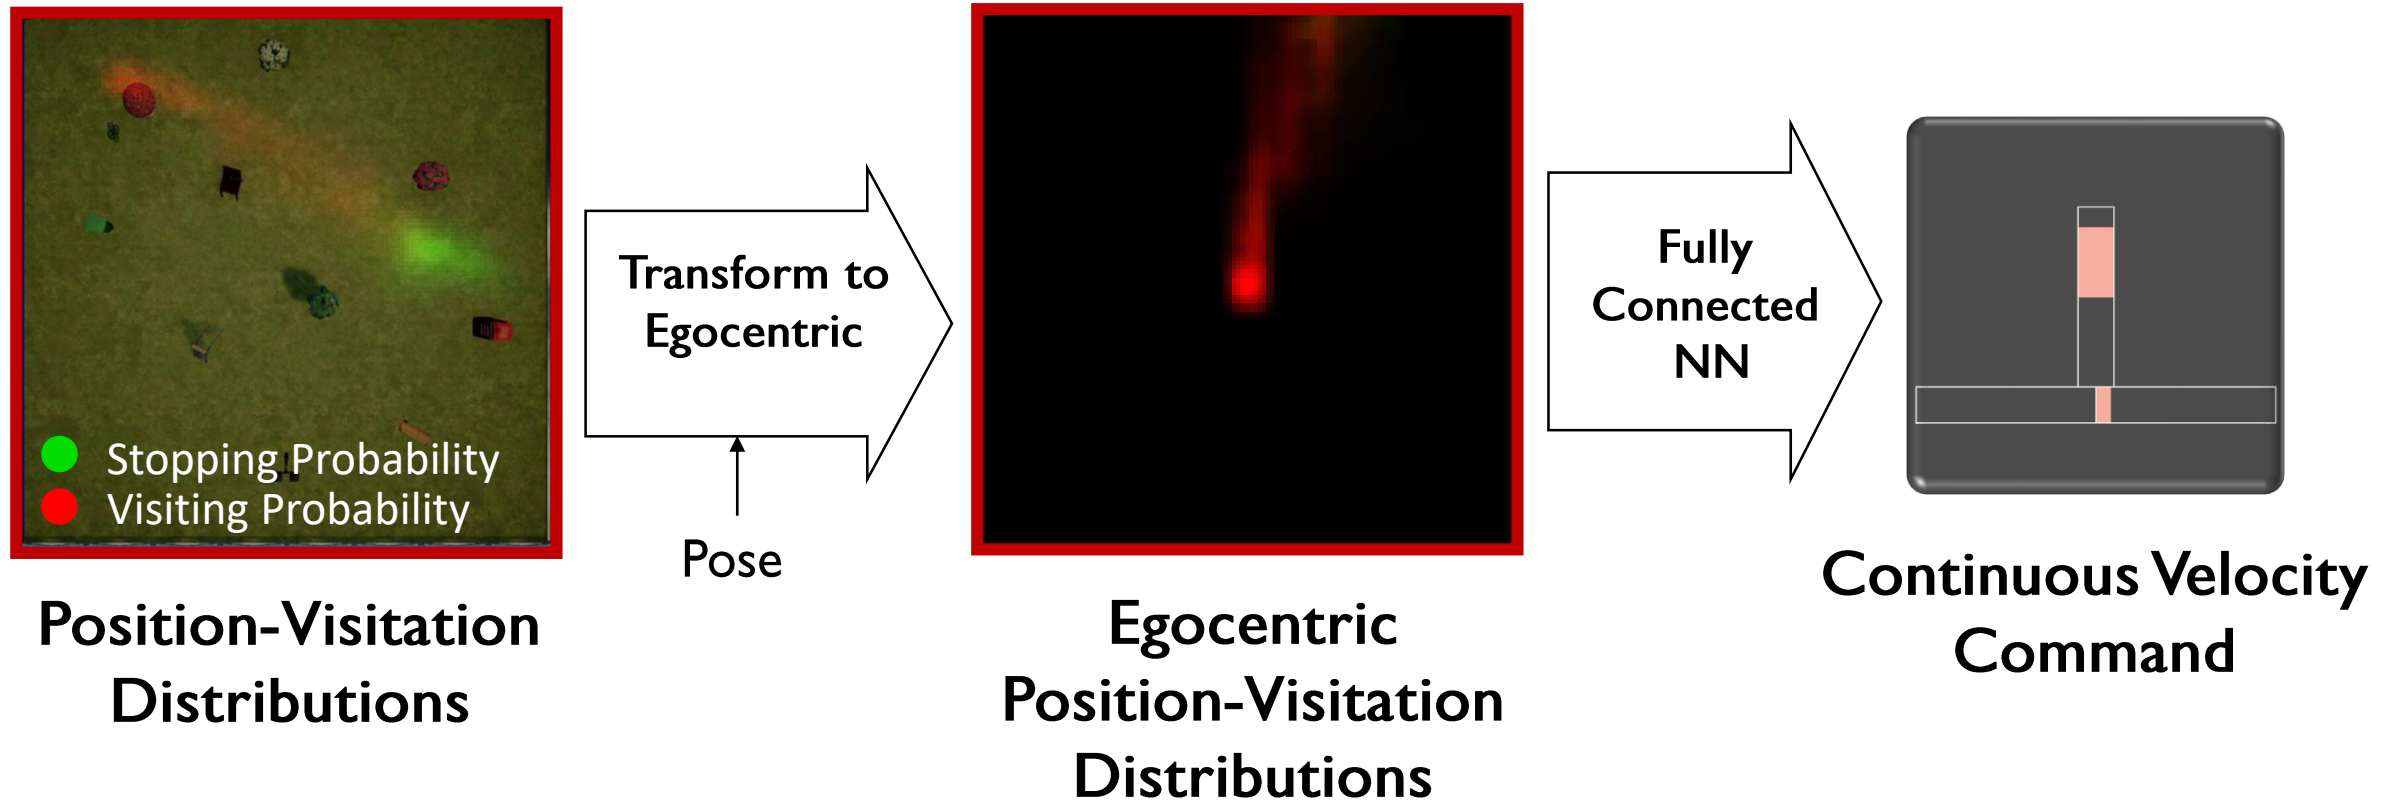 Stopping Probability
Visiting Probability
Position-Visitation
Distributions
Transform to
Egocentric
Pose
Egocentric
Position-Visitation
Distributions
Fully
Connected
NN
Continuous Velocity
Command